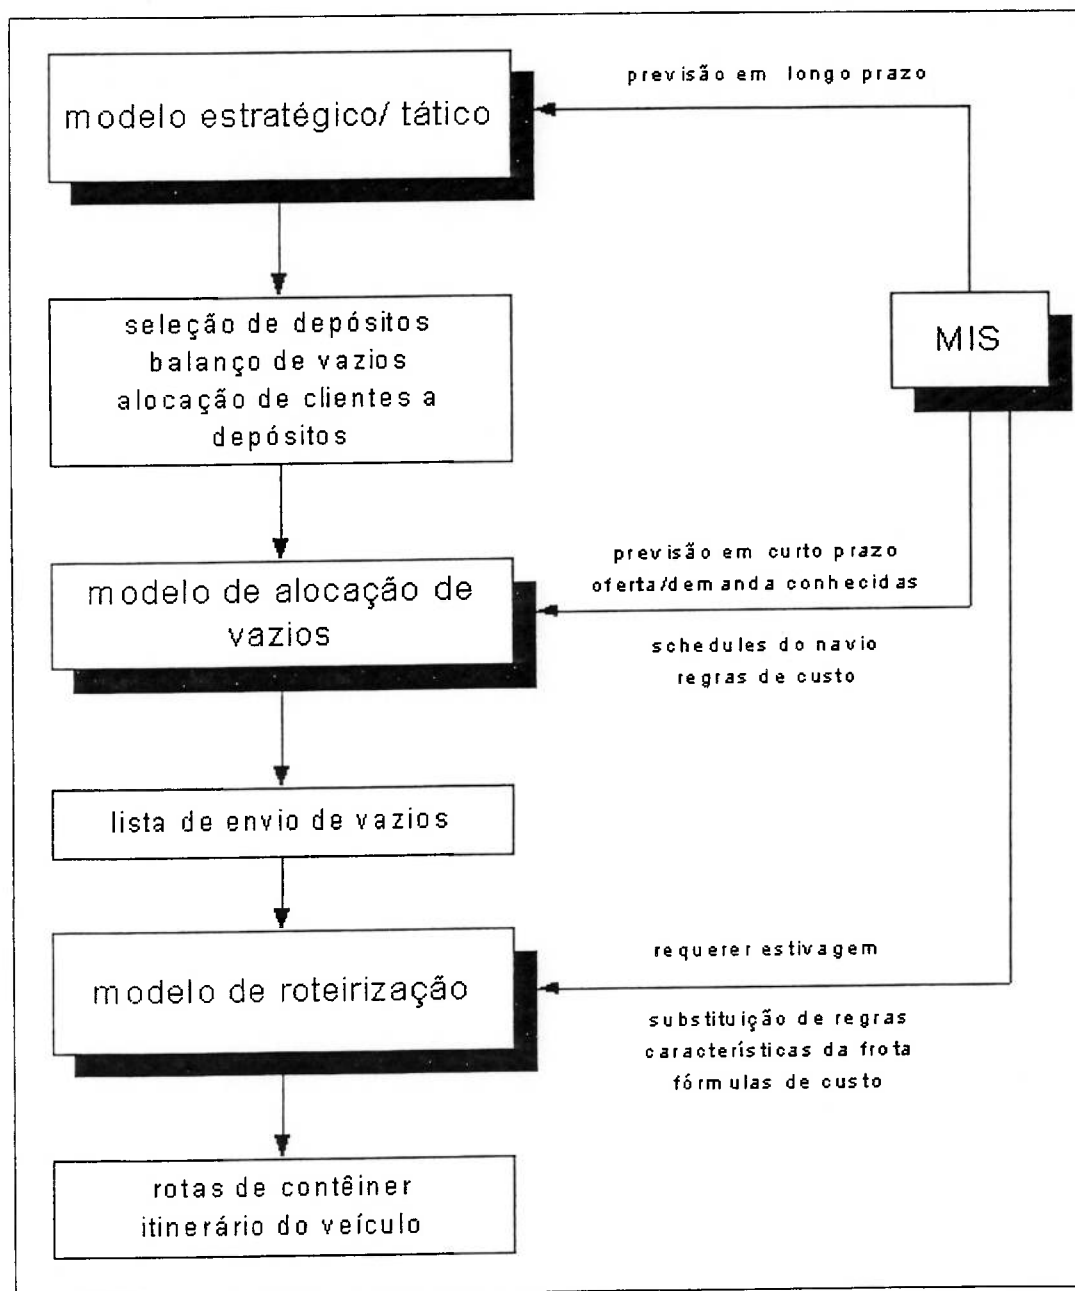 previsão em longo prazo
modelo estratégico/ tático
MIS
seleção de depósitos
balanço de vazios
alocação de clientes a
depósitos
previsão em curto prazo
oferta/demanda conhecidas
modelo de alocação de
vazios
schedules do navio
regras de custo
lista de envio de vazios
requerer estivagem
modelo de roteirização
substituição de regras
características da frota
fórmulas de custo
rotas de contêiner
itinerário do veículo